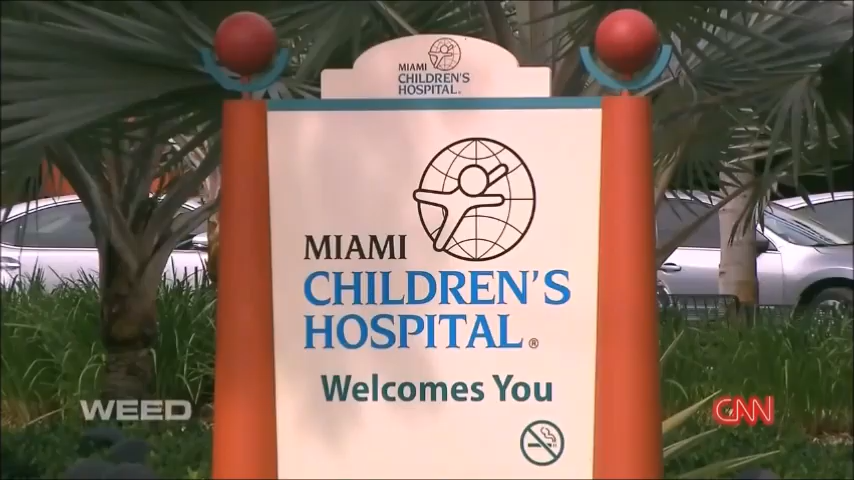 MIAMI
CHILDREN'S
HOSPITAL.
MIAMI
CHILDREN'S
HOSPITAL®
Welcomes You
WEED
CNN